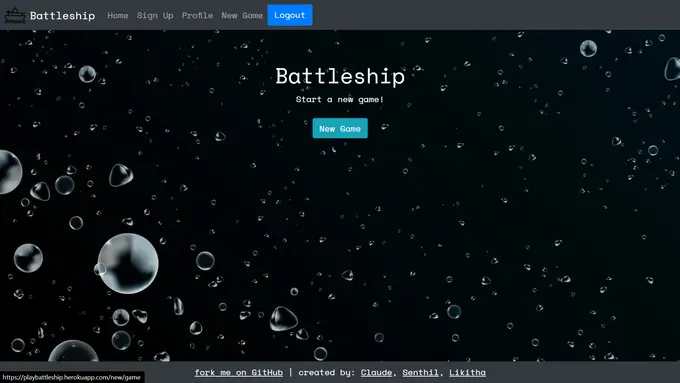 Battleship Home Sign Up Profile New Game Logout
Battleship
Start a new game!
New Game
fork me on GitHub | created by: Claude, Senthil, Likitha
https://playbattleship.herokuapp.com/new/game